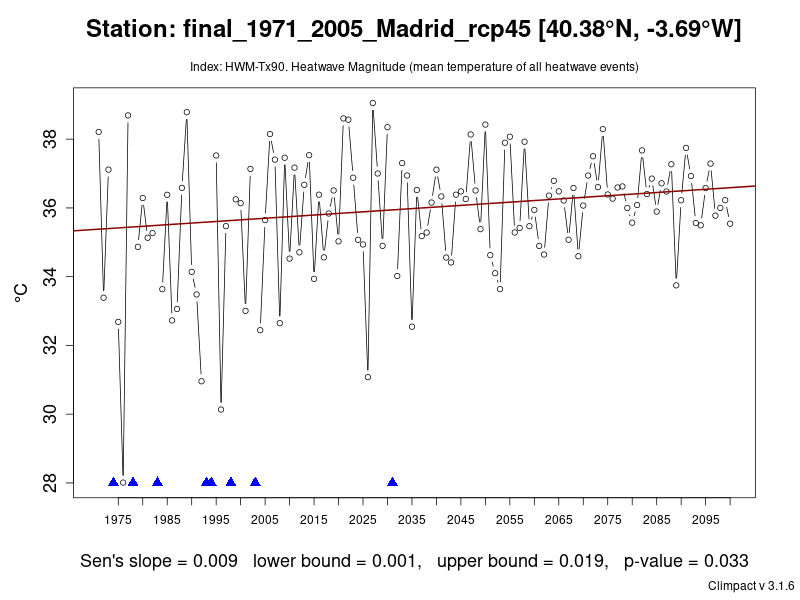 Station: final_1971_2005_Madrid_rcp45 [40.38°N, -3.69°W]
Index: HWM-Tx90. Heatwave Magnitude (mean temperature of all heatwave events)
38
36
34
32
30
28
°C
1975 1985 1995 2005 2015 2025 2035 2045 2055 2065 2075 2085 2095
Sen's slope = 0.009 lower bound = 0.001, upper bound = 0.019, p-value = 0.033
Climpact v 3.1.6